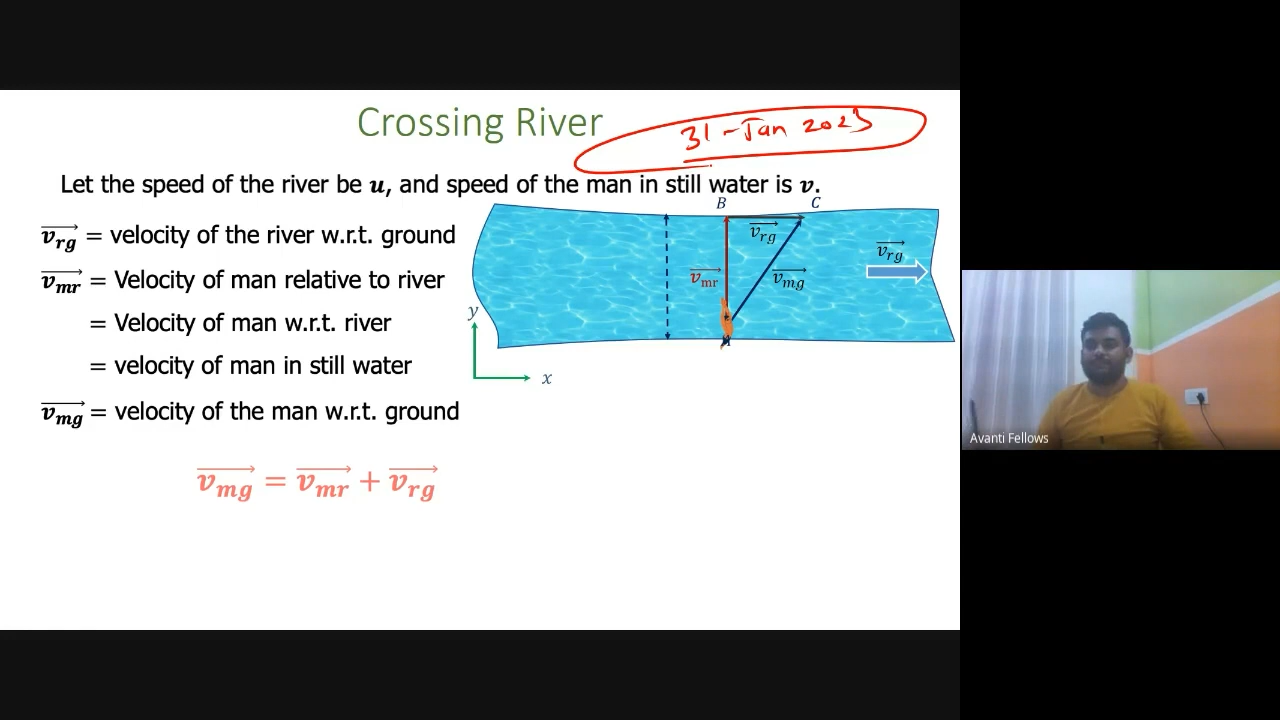 Crossing River
31 - Jan 2023
Let the speed of the river be u, and speed of the man in still water is v.
B C
v_rg = velocity of the river w.r.t. ground
v_rg
v_rg
v_mr = Velocity of man relative to river
v_mr
v_mg
= Velocity of man w.r.t. river
y
= velocity of man in still water
x
v_mg = velocity of the man w.r.t. ground
v_mg = v_mr + v_rg
Avanti Fellows